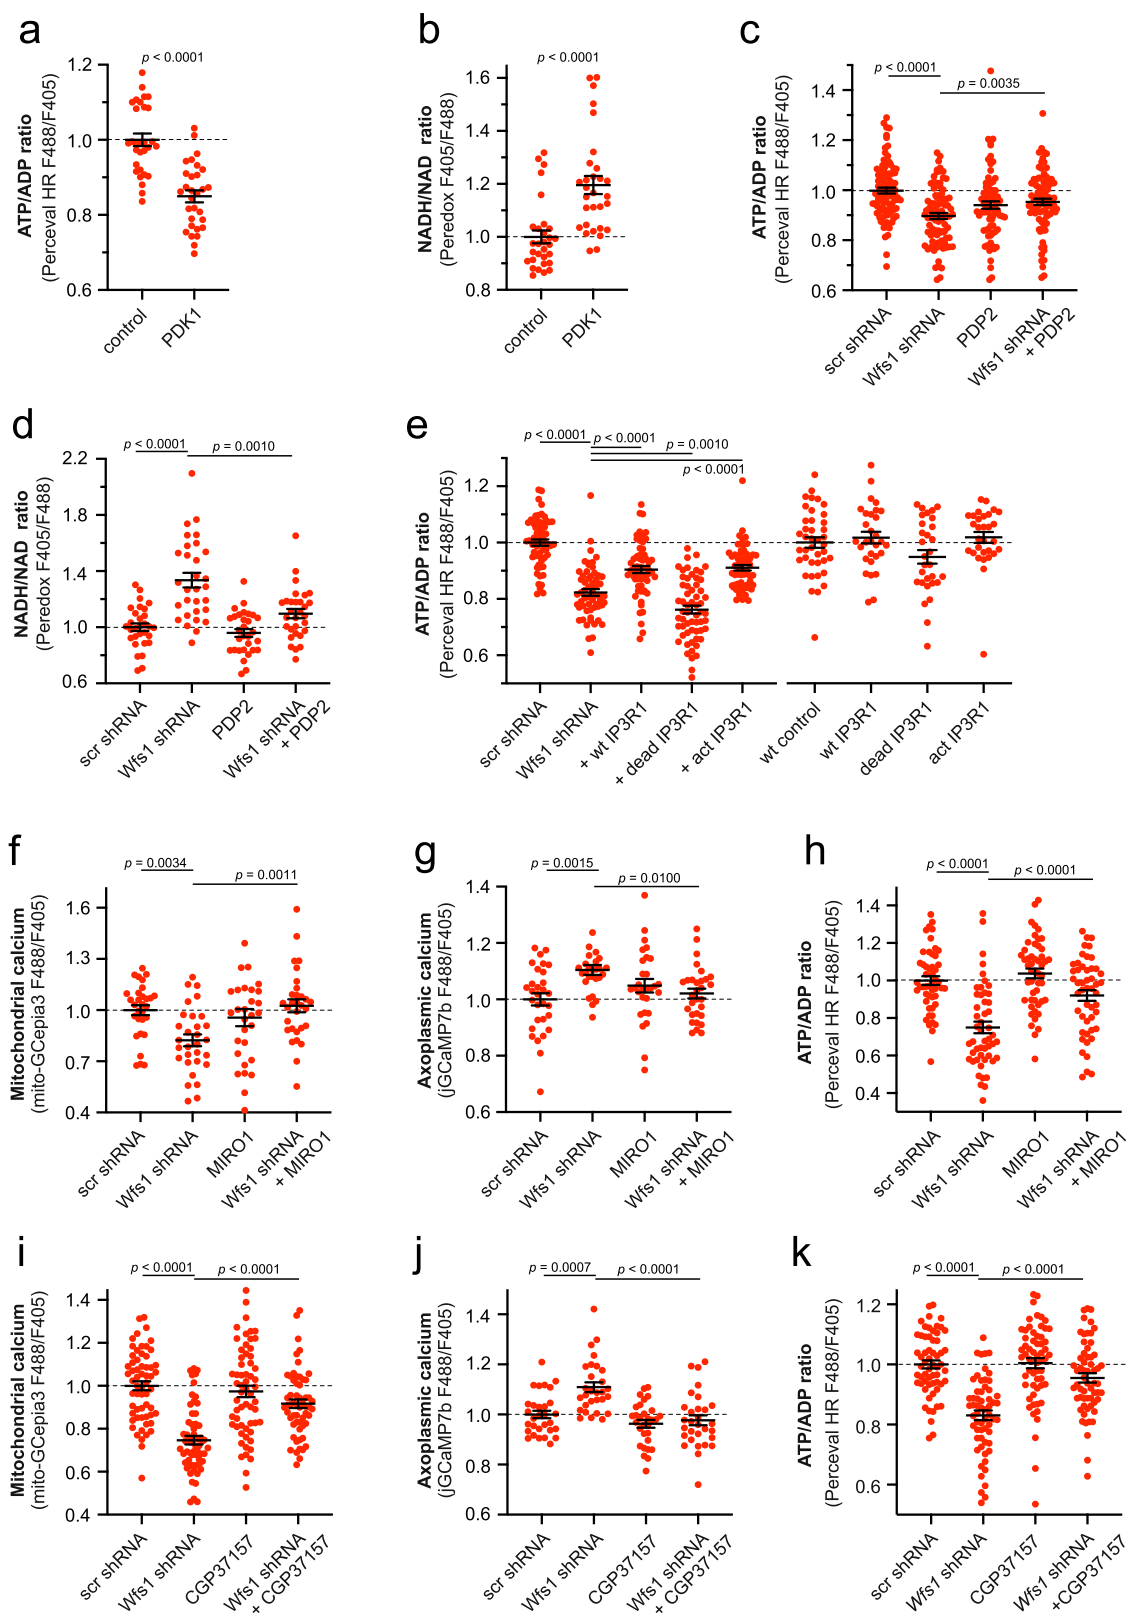 a
p < 0.0001
ATP/ADP ratio
(Perceval HR F488/F405)
1.2
1.0
0.8
0.6
control
PDK1
b
p < 0.0001
NADH/NAD ratio
(Peredox F405/F488)
1.6
1.4
1.2
1.0
0.8
control
PDK1
c
p < 0.0001
p = 0.0035
ATP/ADP ratio
(Perceval HR F488/F405)
1.4
1.2
1.0
0.8
0.6
scr shRNA
Wfs1 shRNA
PDP2
Wfs1 shRNA
+ PDP2
d
p < 0.0001
p = 0.0010
NADH/NAD ratio
(Peredox F405/F488)
2.2
1.8
1.4
1.0
0.6
scr shRNA
Wfs1 shRNA
PDP2
Wfs1 shRNA
+ PDP2
e
p < 0.0001
p < 0.0001
p = 0.0010
p < 0.0001
ATP/ADP ratio
(Perceval HR F488/F405)
1.2
1.0
0.8
0.6
scr shRNA
Wfs1 shRNA
+ wt IP3R1
+ dead IP3R1
+ act IP3R1
wt control
wt IP3R1
dead IP3R1
act IP3R1
f
p = 0.0034
p = 0.0011
Mitochondrial calcium
(mito-GCepia3 F488/F405)
1.6
1.3
1.0
0.7
0.4
scr shRNA
Wfs1 shRNA
MIRO1
Wfs1 shRNA
+ MIRO1
g
p = 0.0015
p = 0.0100
Axoplasmic calcium
(jGCaMP7b F488/F405)
1.4
1.2
1.0
0.8
0.6
scr shRNA
Wfs1 shRNA
MIRO1
Wfs1 shRNA
+ MIRO1
h
p < 0.0001
p < 0.0001
ATP/ADP ratio
(Perceval HR F488/F405)
1.4
1.2
1.0
0.8
0.6
0.4
scr shRNA
Wfs1 shRNA
MIRO1
Wfs1 shRNA
+ MIRO1
i
p < 0.0001
p < 0.0001
Mitochondrial calcium
(mito-GCepia3 F488/F405)
1.4
1.2
1.0
0.8
0.6
0.4
scr shRNA
Wfs1 shRNA
CGP37157
Wfs1 shRNA
+ CGP37157
j
p = 0.0007
p < 0.0001
Axoplasmic calcium
(jGCaMP7b F488/F405)
1.4
1.2
1.0
0.8
0.6
scr shRNA
Wfs1 shRNA
CGP37157
Wfs1 shRNA
+ CGP37157
k
p < 0.0001
p < 0.0001
ATP/ADP ratio
(Perceval HR F488/F405)
1.2
1.0
0.8
0.6
scr shRNA
Wfs1 shRNA
CGP37157
Wfs1 shRNA
+CGP37157